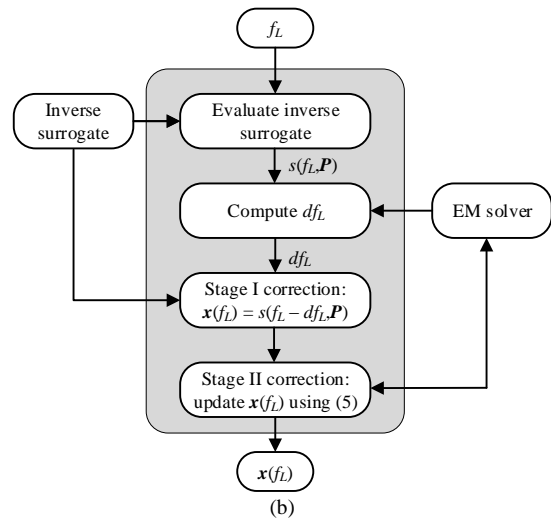 f_L
Inverse
surrogate
Evaluate inverse
surrogate
s(f_L,P)
Compute df_L
EM solver
df_L
Stage I correction:
x(f_L) = s(f_L – df_L,P)
Stage II correction:
update x(f_L) using (5)
x(f_L)
(b)